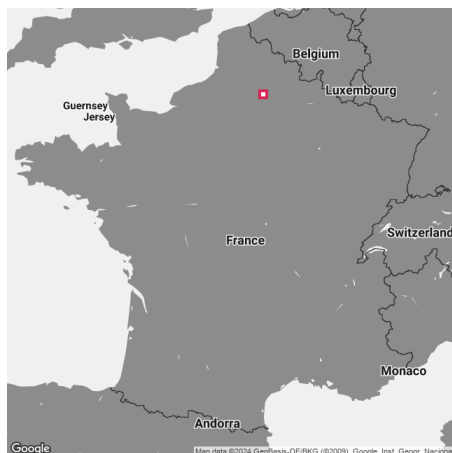 Belgium
Luxembourg
Guernsey
Jersey
Switzerland
France
Monaco
Andorra
Google
Map data ©2024 GeoBasis-DE/BKG (©2009), Google, Inst. Geogr. Nacional